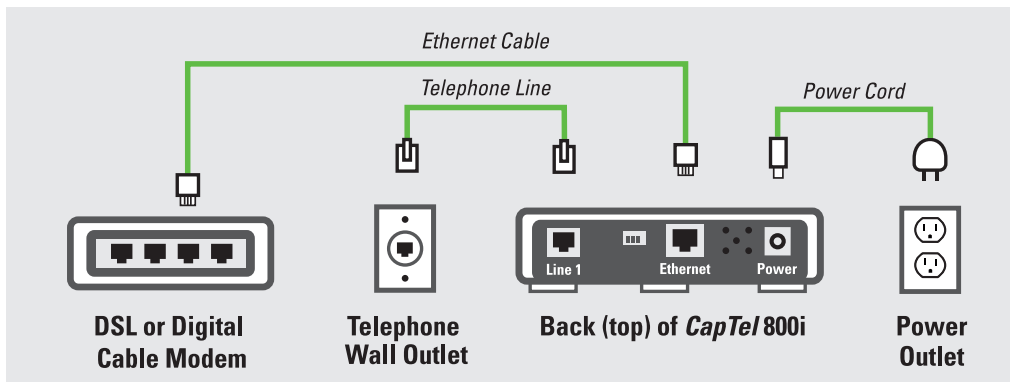 Ethernet Cable
Telephone Line
Power Cord
Line 1
Ethernet
Power
DSL or Digital
Cable Modem
Telephone
Wall Outlet
Back (top) of CapTel 800i
Power
Outlet